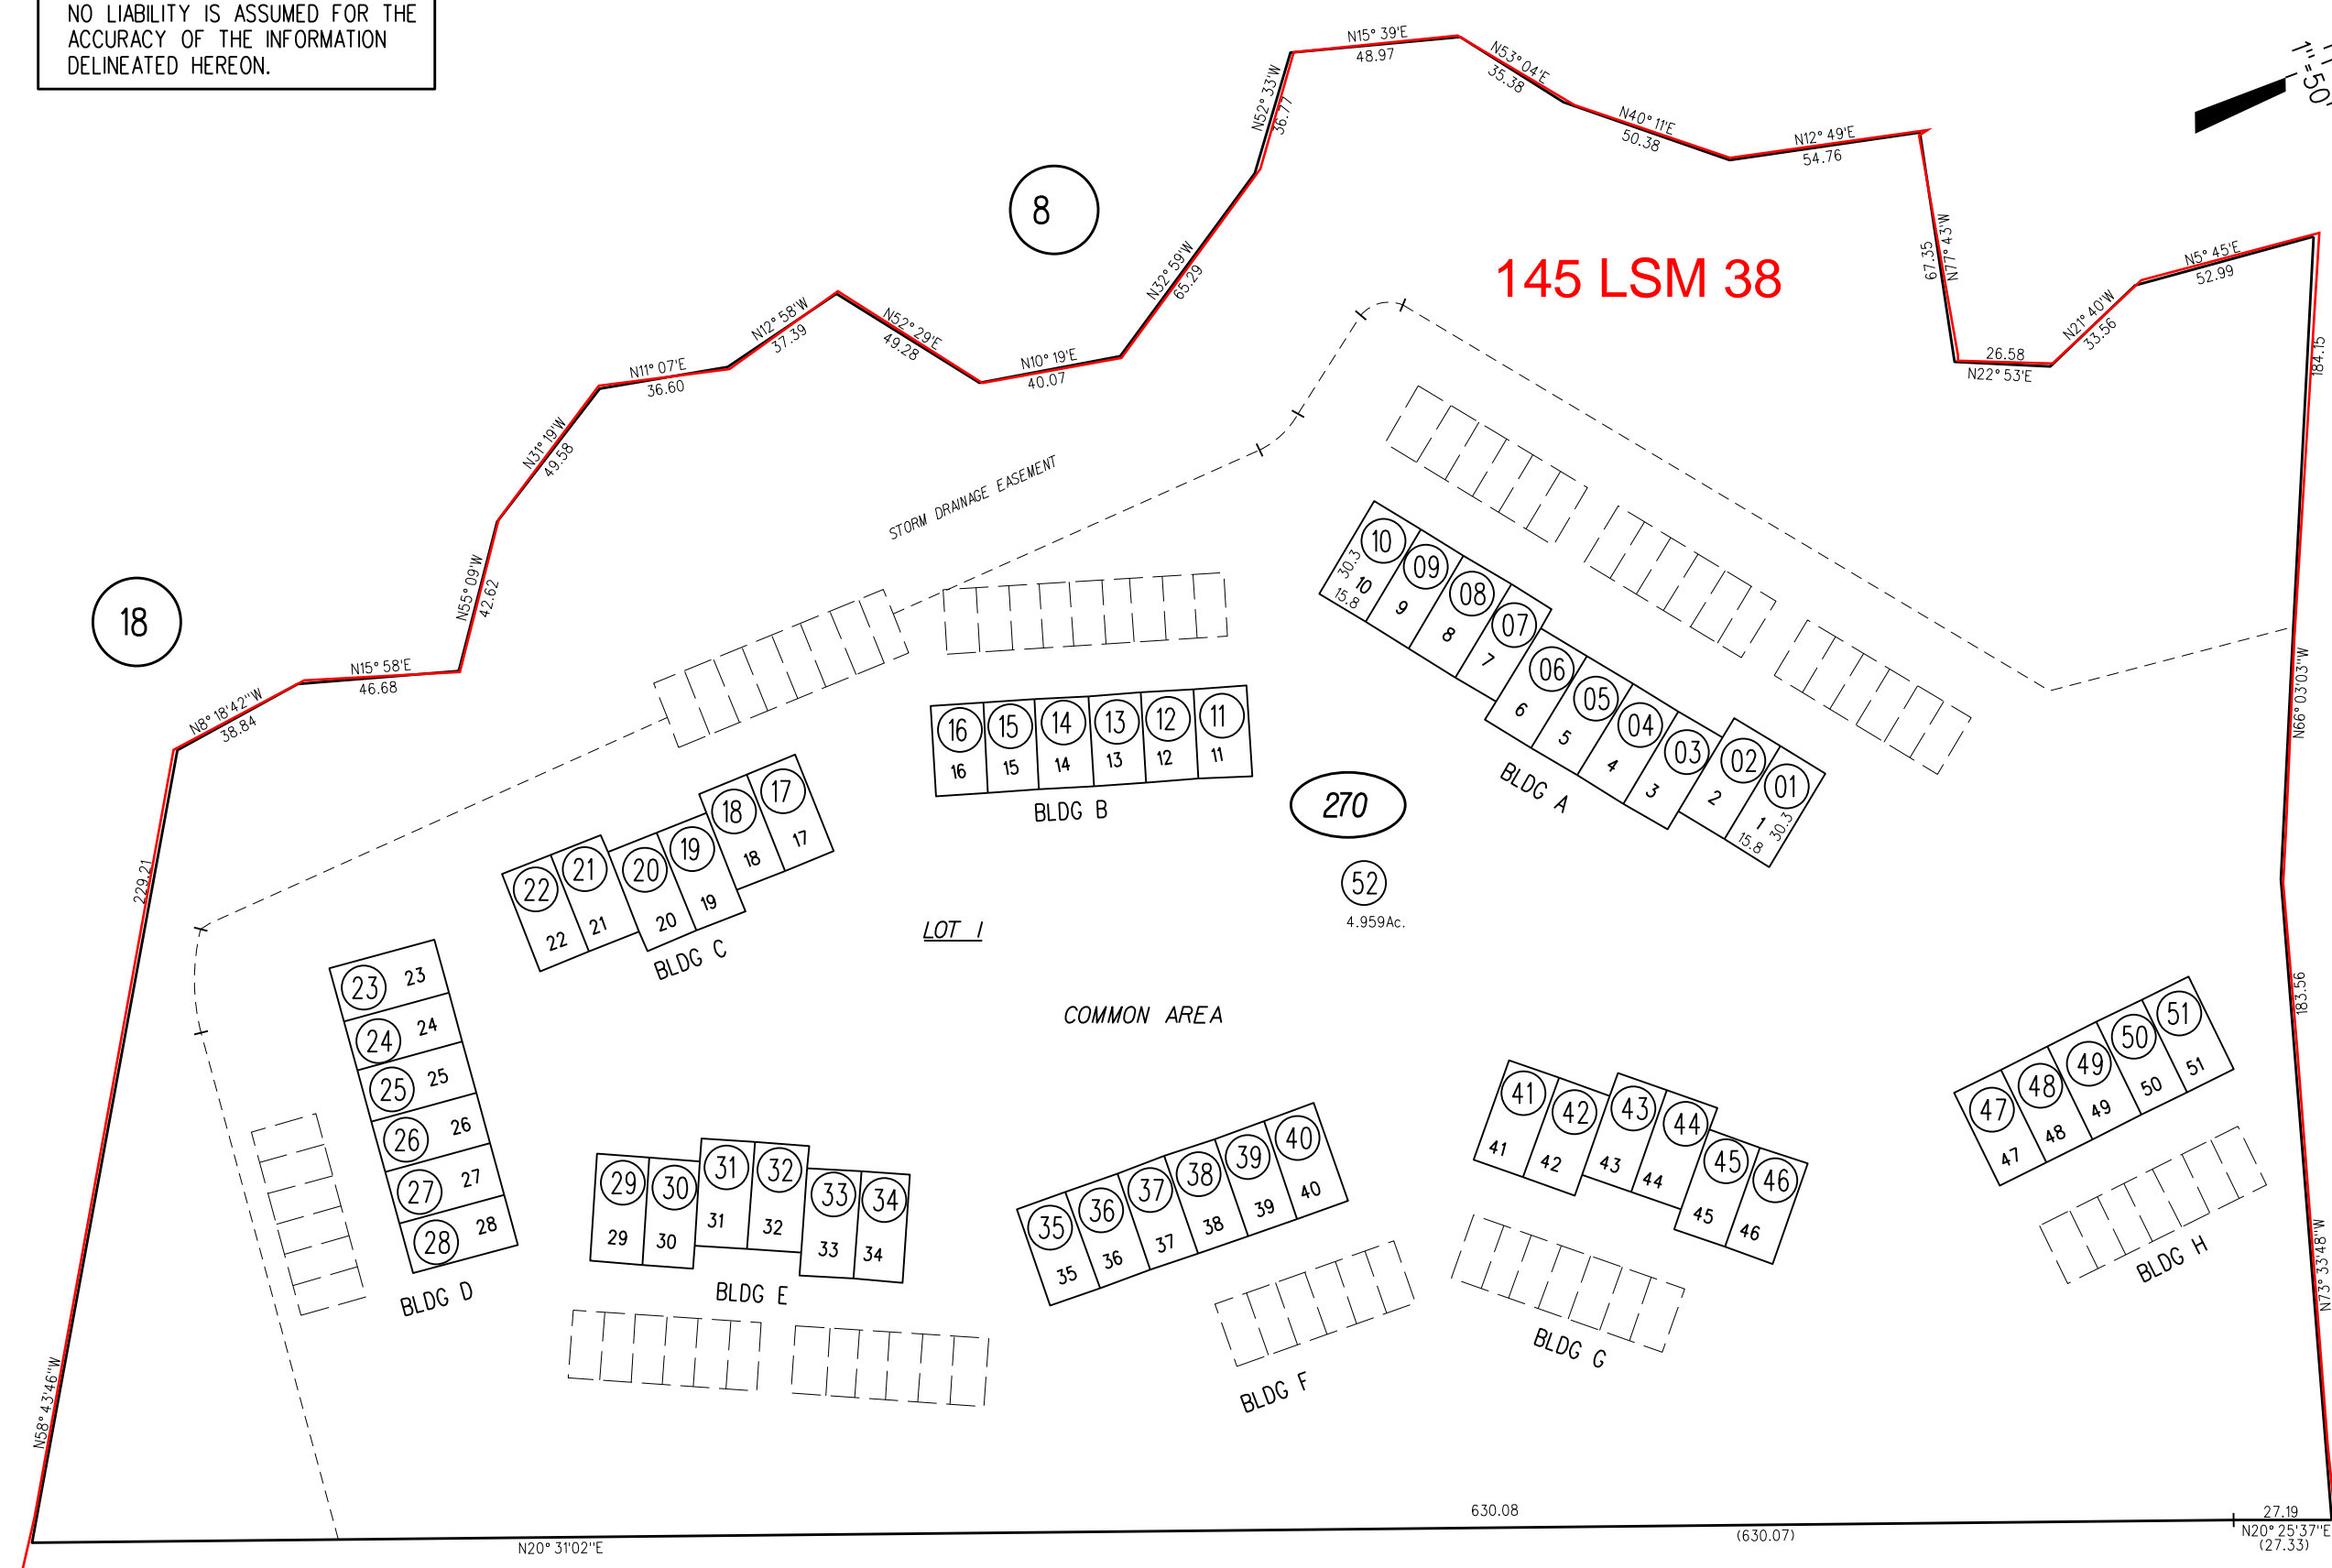 NO LIABILITY IS ASSUMED FOR THE
ACCURACY OF THE INFORMATION
DELINEATED HEREON.
1"=50'
N15°39'E
48.97
N53°04'E
35.38
N40°11'E
50.38
N12°49'E
54.76
N52°33'W
36.77
8
N32°59'W
65.29
145 LSM 38
67.35
N77°43'W
N5°45'E
52.99
N21°40'W
33.56
26.58
N22°53'E
184.15
N66°03'03"W
N12°58'W
37.39
N52°29'E
49.28
N10°19'E
40.07
N11°07'E
36.60
N31°19'W
49.58
STORM DRAINAGE EASEMENT
N55°09'W
42.62
18
N15°58'E
46.68
N8°18'42"W
38.84
229.21
N58°43'46"W
10 09 08 07 06 05 04 03 02 01
30.3
15.8
10 9 8 7 6 5 4 3 2 1
15.8
30.3
BLDG A
16 15 14 13 12 11
16 15 14 13 12 11
BLDG B
270
52
4.959Ac.
22 21 20 19 18 17
22 21 20 19 18 17
BLDG C
LOT 1
COMMON AREA
23 23
24 24
25 25
26 26
27 27
28 28
BLDG D
29 30 31 32 33 34
29 30 31 32 33 34
BLDG E
35 36 37 38 39 40
35 36 37 38 39 40
BLDG F
41 42 43 44 45 46
41 42 43 44 45 46
BLDG G
47 48 49 50 51
47 48 49 50 51
BLDG H
183.56
N73°33'48"W
630.08
(630.07)
N20°31'02"E
27.19
N20°25'37"E
(27.33)